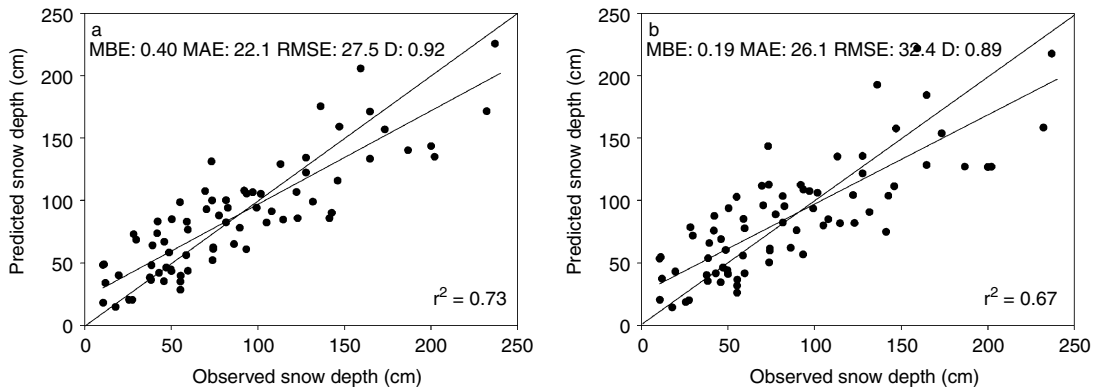 a
MBE: 0.40 MAE: 22.1 RMSE: 27.5 D: 0.92
r² = 0.73
250
200
150
100
50
0
Predicted snow depth (cm)
0 50 100 150 200 250
Observed snow depth (cm)
b
MBE: 0.19 MAE: 26.1 RMSE: 32.4 D: 0.89
r² = 0.67
250
200
150
100
50
0
Predicted snow depth (cm)
0 50 100 150 200 250
Observed snow depth (cm)